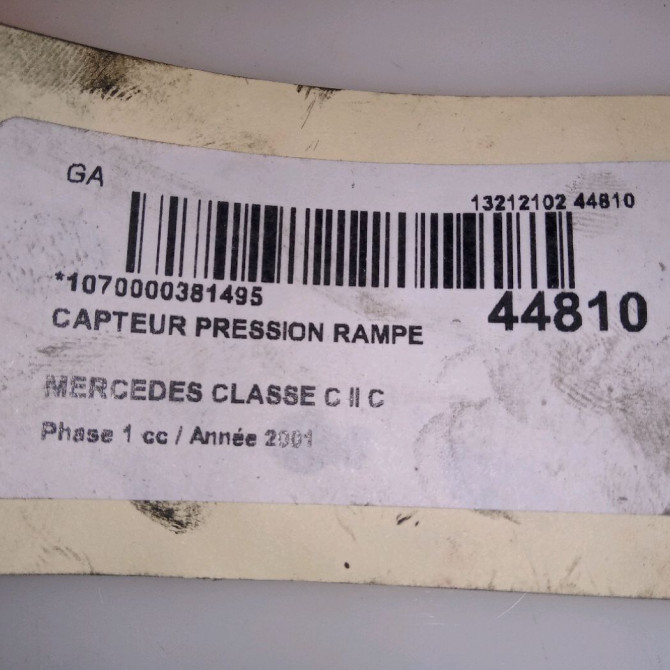 GA
13212102 44810
*1070000381495
44810
CAPTEUR PRESSION RAMPE
MERCEDES CLASSE C II C
Phase 1 cc / Année 2001